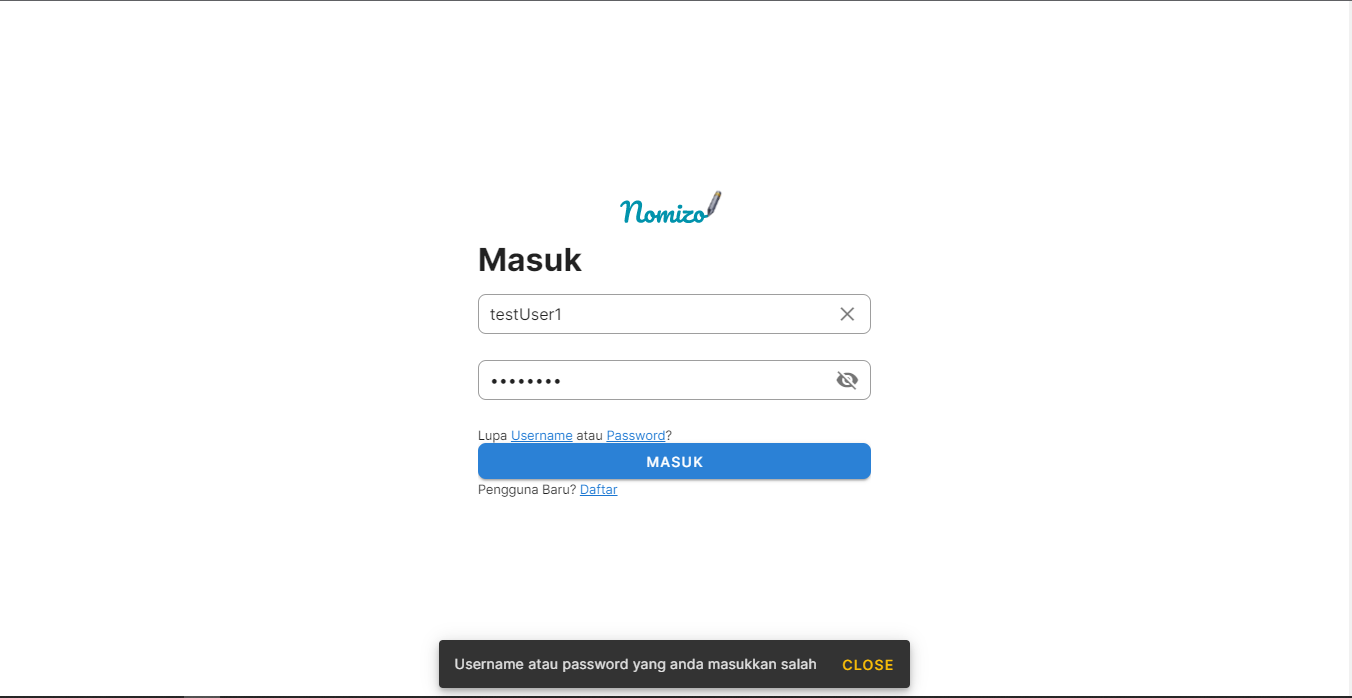 Nomizo
Masuk
testUser1
••••••••
Lupa Username atau Password?
MASUK
Pengguna Baru? Daftar
Username atau password yang anda masukkan salah CLOSE